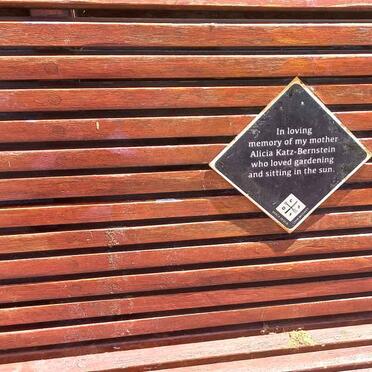 In loving
memory of my mother
Alicia Katz-Bernstein
who loved gardening
and sitting in the sun.